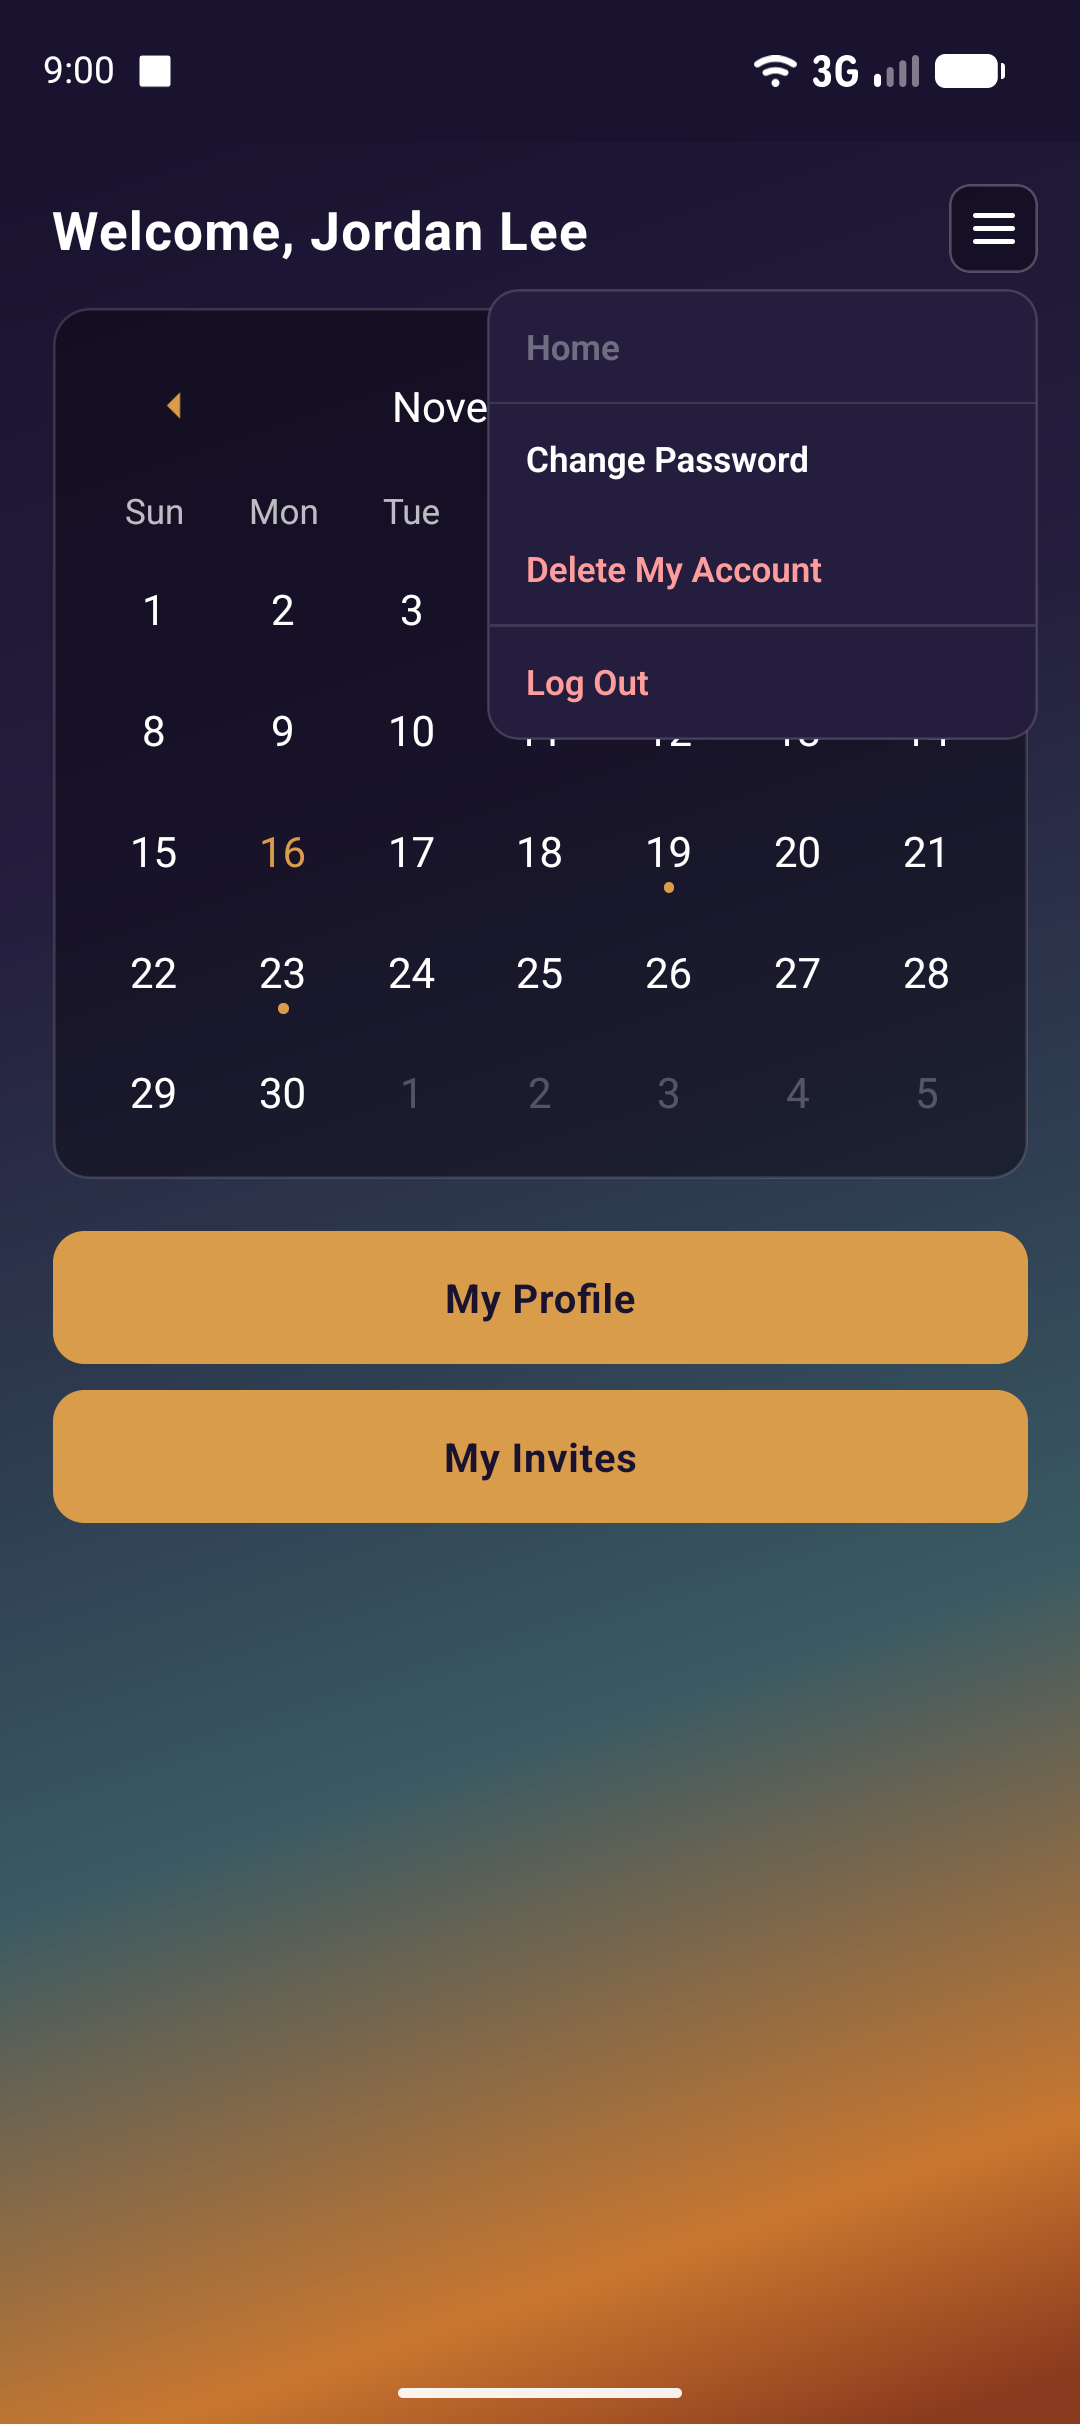 9:00 3G
Welcome, Jordan Lee
Home
Nove
Change Password
Sun Mon Tue
Delete My Account
1 2 3
Log Out
8 9 10
15 16 17 18 19 20 21
22 23 24 25 26 27 28
29 30 1 2 3 4 5
My Profile
My Invites